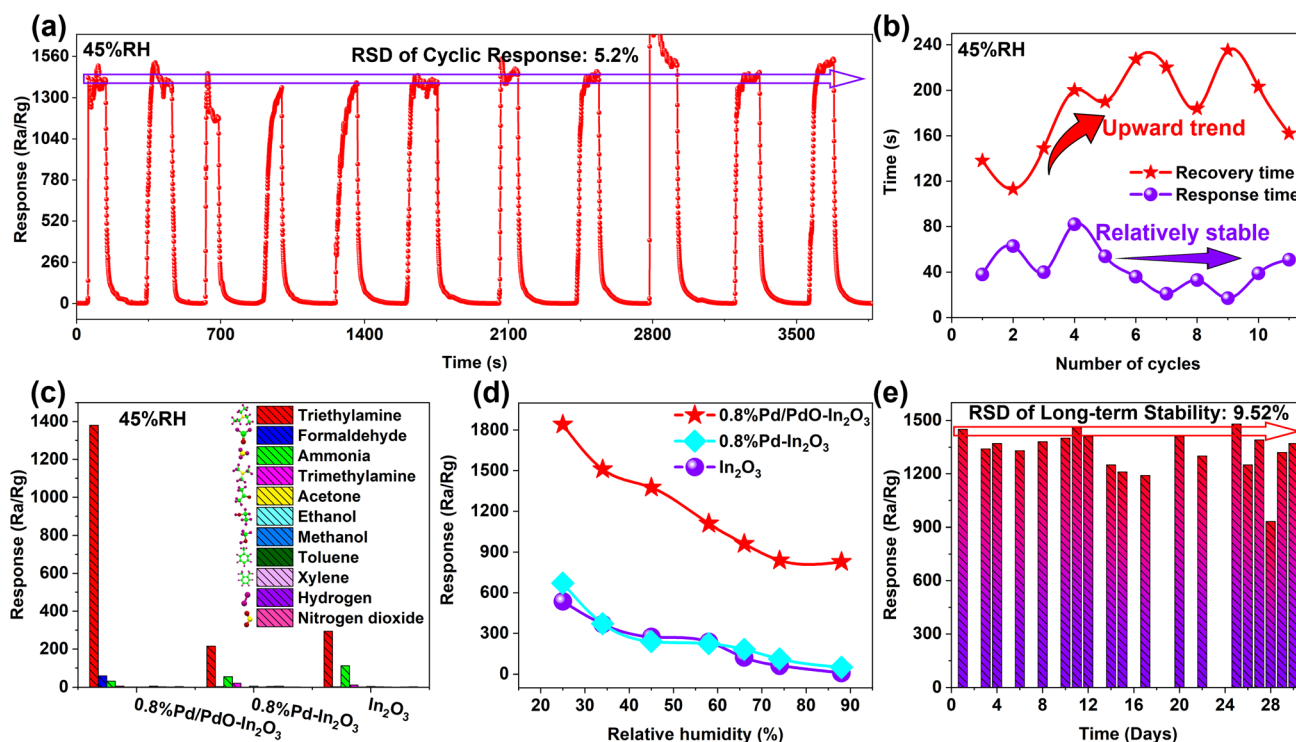 (a)
45%RH
RSD of Cyclic Response: 5.2%
Response (Ra/Rg)
1560
1300
1040
780
520
260
0
0 700 1400 2100 2800 3500
Time (s)
(b)
45%RH
Upward trend
Recovery time
Response time
Relatively stable
Time (s)
240
200
160
120
80
40
0
0 2 4 6 8 10
Number of cycles
(c)
45%RH
Triethylamine
Formaldehyde
Ammonia
Trimethylamine
Acetone
Ethanol
Methanol
Toluene
Xylene
Hydrogen
Nitrogen dioxide
Response (Ra/Rg)
1400
1200
1000
800
600
400
200
0
0.8%Pd/PdO-In₂O₃
0.8%Pd-In₂O₃
In₂O₃
(d)
0.8%Pd/PdO-In₂O₃
0.8%Pd-In₂O₃
In₂O₃
Response (Ra/Rg)
1800
1500
1200
900
600
300
0
20 30 40 50 60 70 80 90
Relative humidity (%)
(e)
RSD of Long-term Stability: 9.52%
Response (Ra/Rg)
1500
1200
900
600
300
0
0 4 8 12 16 20 24 28
Time (Days)